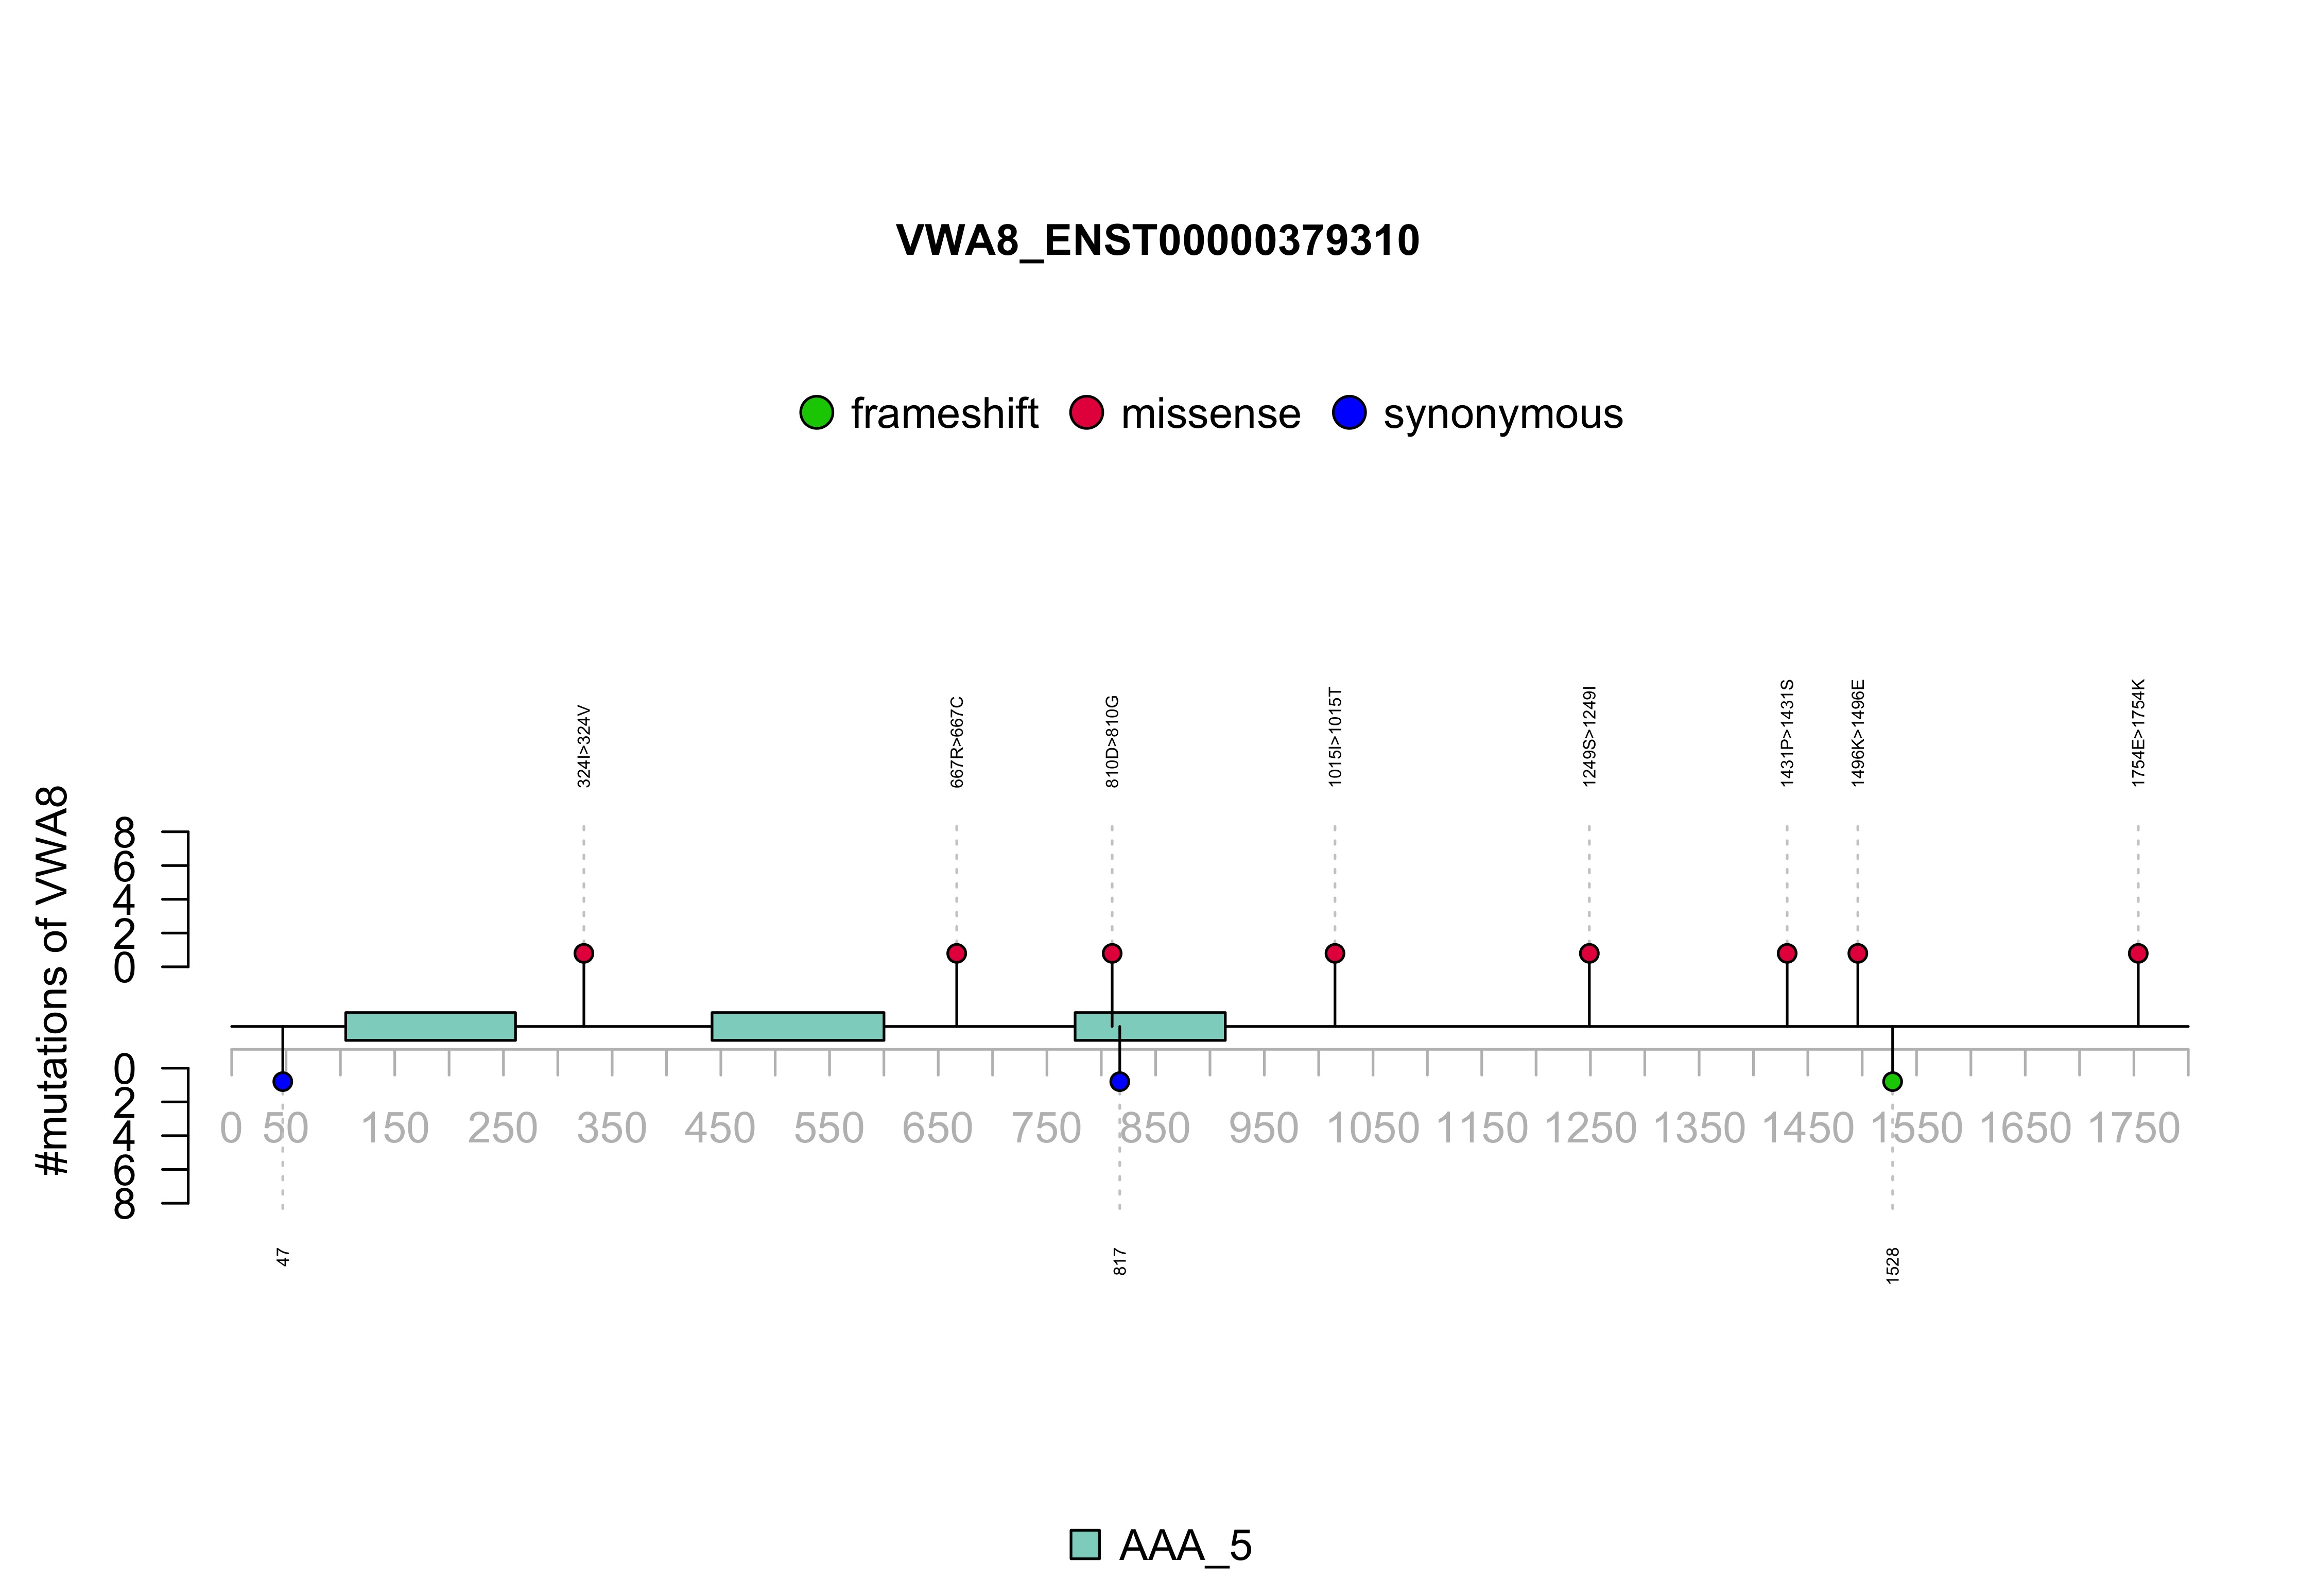 VWA8_ENST00000379310
frameshift missense synonymous
324I>324V
667R>667C
810D>810G
1015I>1015T
1249S>1249I
1431P>1431S
1496K>1496E
1754E>1754K
#mutations of VWA8
8
6
4
2
0
0
2
4
6
8
0 50 150 250 350 450 550 650 750 850 950 1050 1150 1250 1350 1450 1550 1650 1750
47
817
1528
AAA_5